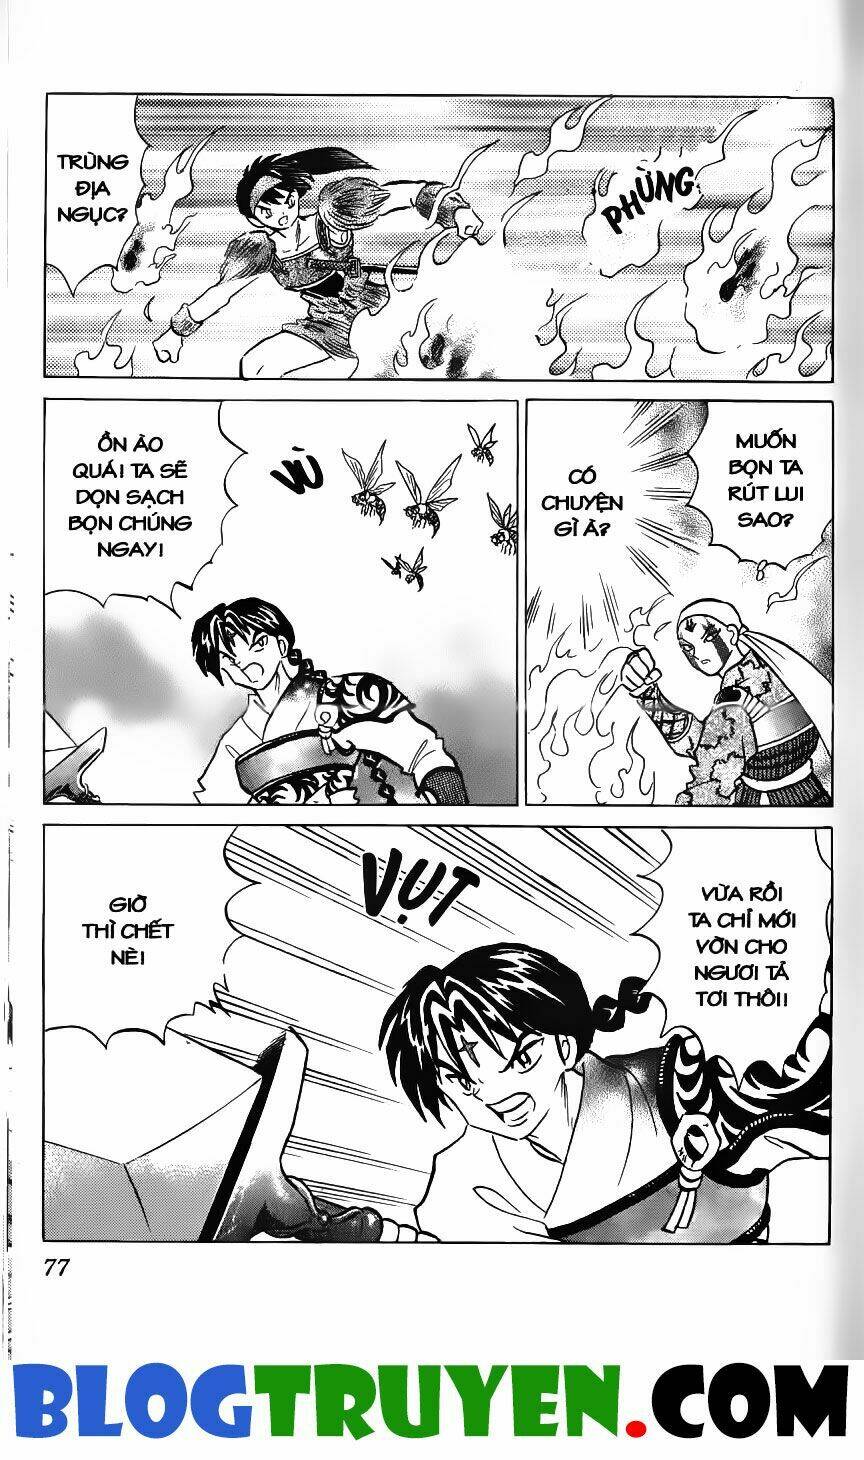 TRÙNG
ĐỊA
NGỤC?
PHỪNG
ỒN ÀO
QUÁ! TA SẼ
DỌN SẠCH
BỌN CHÚNG
NGAY!
VÙ
CÓ
CHUYỆN
GÌ À?
MUỐN
BỌN TA
RÚT LUI
SAO?
GIỜ
THÌ CHẾT
NÈ!
VỤT
VỪA RỒI
TA CHỈ MỚI
VỜN CHO
NGƯƠI TẢ
TƠI THÔI!
77
BLOGTRUYEN.COM